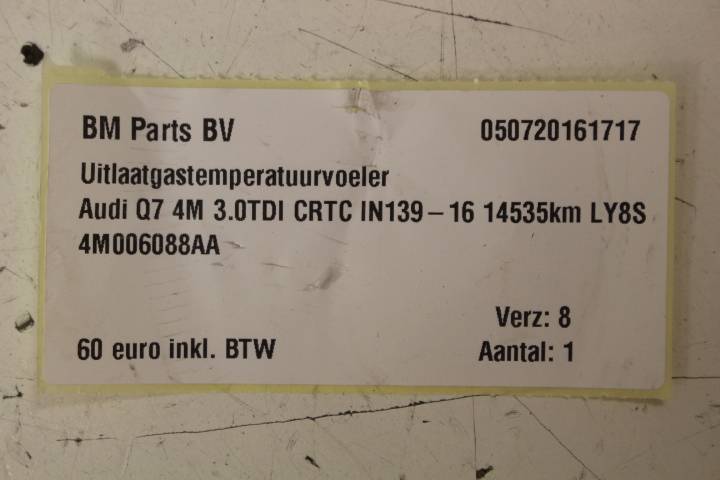 BM Parts BV 050720161717
Uitlaatgastemperatuurvoeler
Audi Q7 4M 3.0TDI CRTC IN139-16 14535km LY8S
4M006088AA
Verz: 8
60 euro inkl. BTW Aantal: 1